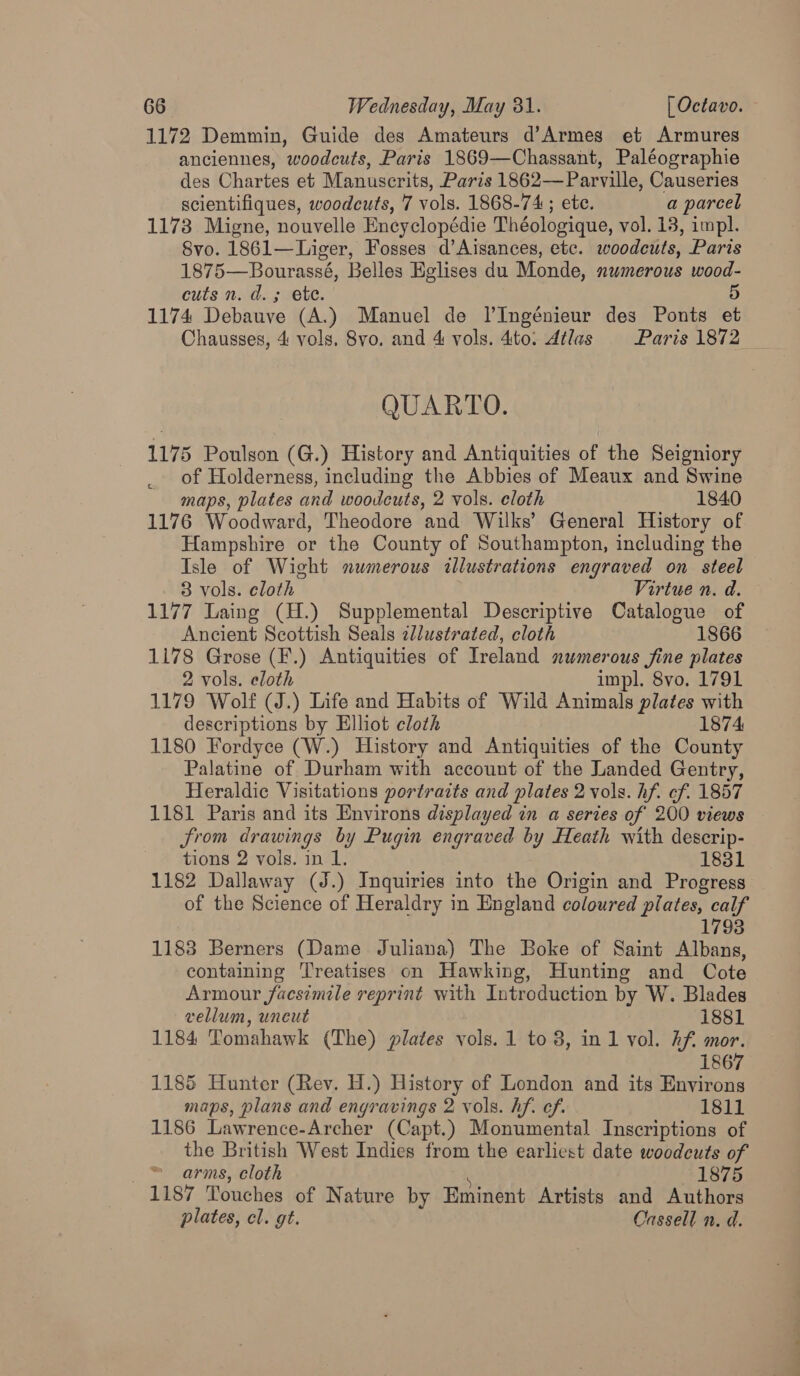 66 Wednesday, May 31. [Octavo.
1172 Demmin, Guide des Amateurs d'Armes et Armures
anciennes, woodcuts, Paris 1869—Chassant, Paléographie
des Chartes et Manuscrits, Paris 1862—Parville, Causeries
scientifiques, woodcuts, 7 vols. 1868-74; etc. a parcel
1173 Migne, nouvelle Encyclopédie Théologique, vol. 13, impl.
8vo. 1861—Liger, Fosses d'Aisances, etc. woodcuts, Paris
1875—Bourassé, Belles Eglises du Monde, numerous wood-
cuts n. d.; etc. 5
1174 Debauve (A.) Manuel de l'Ingénieur des Ponts et
Chausses, 4 vols, 8vo. and 4 vols. 4to. Atlas Paris 1872
QUARTO.
1175 Poulson (G.) History and Antiquities of the Seigniory
of Holderness, including the Abbies of Meaux and Swine
maps, plates and woodcuts, 2 vols. cloth 1840
1176 Woodward, Theodore and Wilks' General History of
Hampshire or the County of Southampton, including the
Isle of Wight numerous illustrations engraved on steel
3 vols. cloth Virtue n. d.
1177 Laing (H.) Supplemental Descriptive Catalogue of
Ancient Scottish Seals illustrated, cloth 1866
1178 Grose (F.) Antiquities of Ireland numerous fine plates
2 vols. cloth impl. 8vo. 1791
1179 Wolf (J.) Life and Habits of Wild Animals plates with
descriptions by Elliot cloth 1874
1180 Fordyce (W.) History and Antiquities of the County
Palatine of Durham with account of the Landed Gentry,
Heraldic Visitations portraits and plates 2 vols. hf. cf. 1857
1181 Paris and its Environs displayed in a series of 200 views
from drawings by Pugin engraved by Heath with descrip-
tions 2 vols. in 1. 1831
1182 Dallaway (J.) Inquiries into the Origin and Progress
of the Science of Heraldry in England coloured plates, calf
1793
1183 Berners (Dame Juliana) The Boke of Saint Albans,
containing Treatises on Hawking, Hunting and Cote
Armour facsimile reprint with Introduction by W. Blades
vellum, uncut 1881
1184 Tomahawk (The) plates vols. 1 to 3, in 1 vol. hf. mor.
1867
1185 Hunter (Rev. H.) History of London and its Environs
maps, plans and engravings 2 vols. hf. cf. 1811
1186 Lawrence-Archer (Capt.) Monumental Inscriptions of
the British West Indies from the earliest date woodcuts of
arms, cloth 1875
1187 Touches of Nature by Eminent Artists and Authors
plates, cl. gt. Cassell n. d.